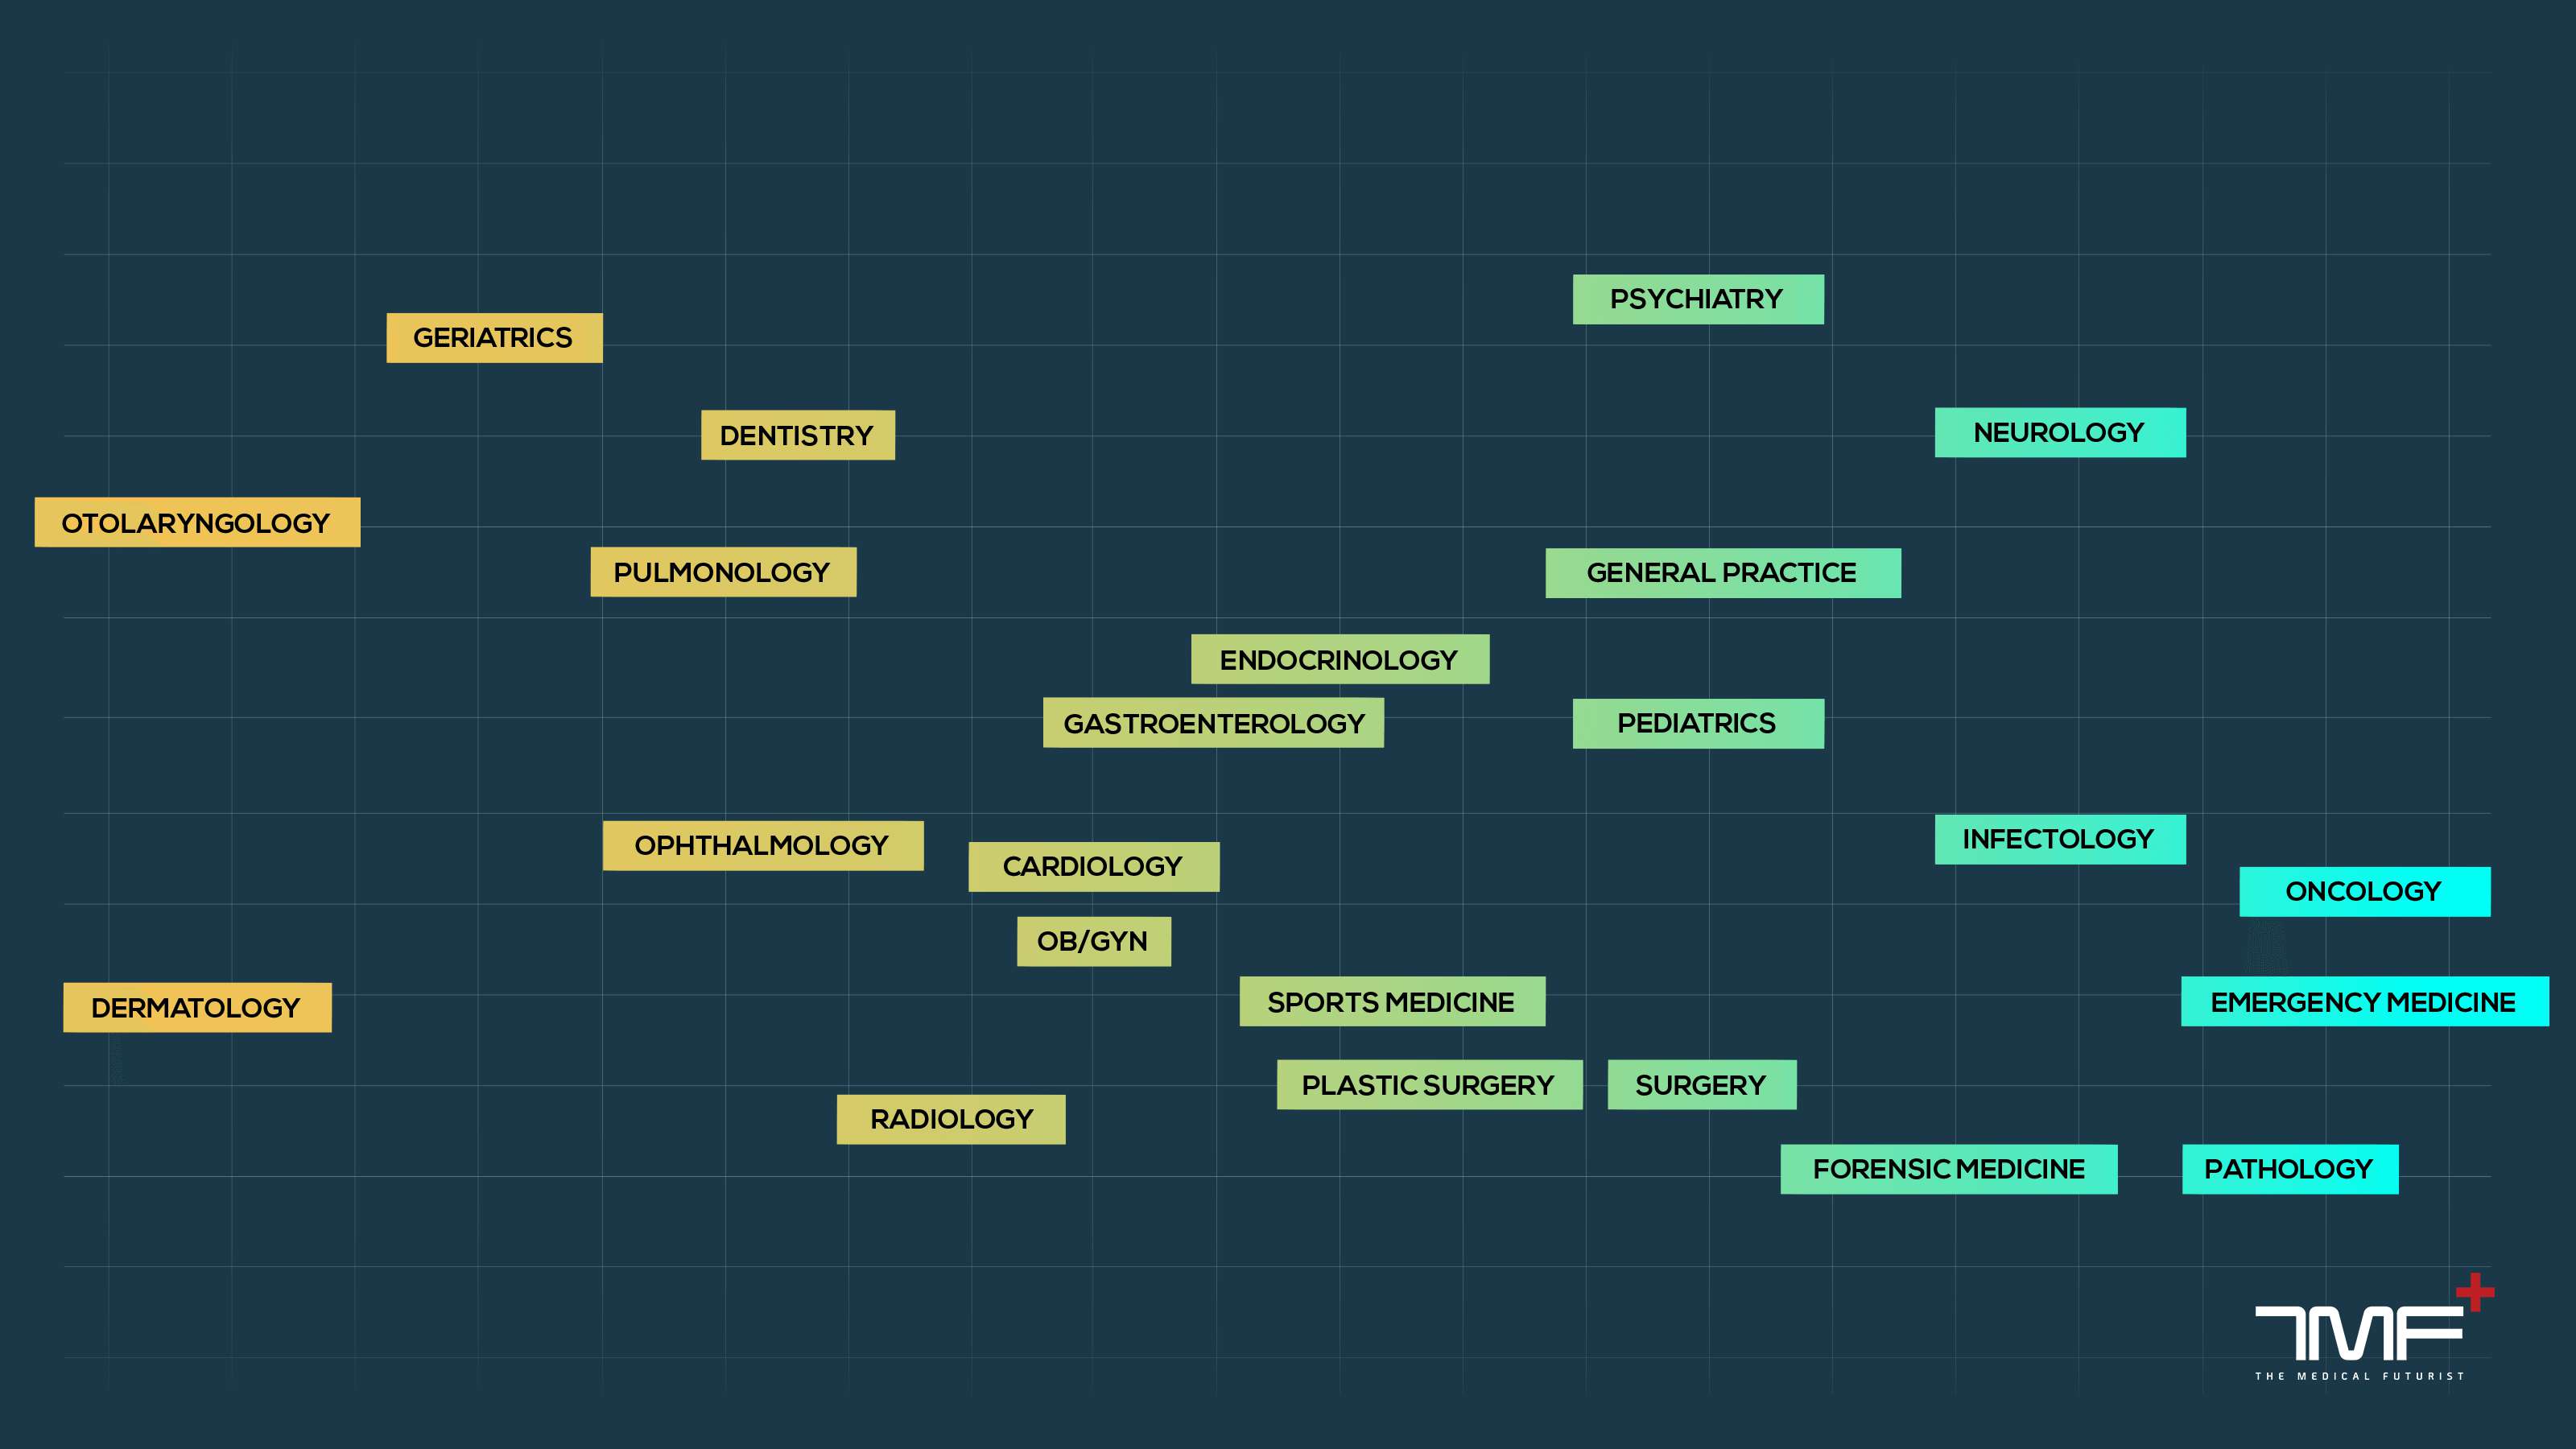 PSYCHIATRY
GERIATRICS
DENTISTRY
NEUROLOGY
OTOLARYNGOLOGY
PULMONOLOGY
GENERAL PRACTICE
ENDOCRINOLOGY
GASTROENTEROLOGY
PEDIATRICS
OPHTHALMOLOGY
CARDIOLOGY
INFECTOLOGY
ONCOLOGY
OB/GYN
DERMATOLOGY
SPORTS MEDICINE
EMERGENCY MEDICINE
PLASTIC SURGERY
SURGERY
RADIOLOGY
FORENSIC MEDICINE
PATHOLOGY
TMF
THE MEDICAL FUTURIST